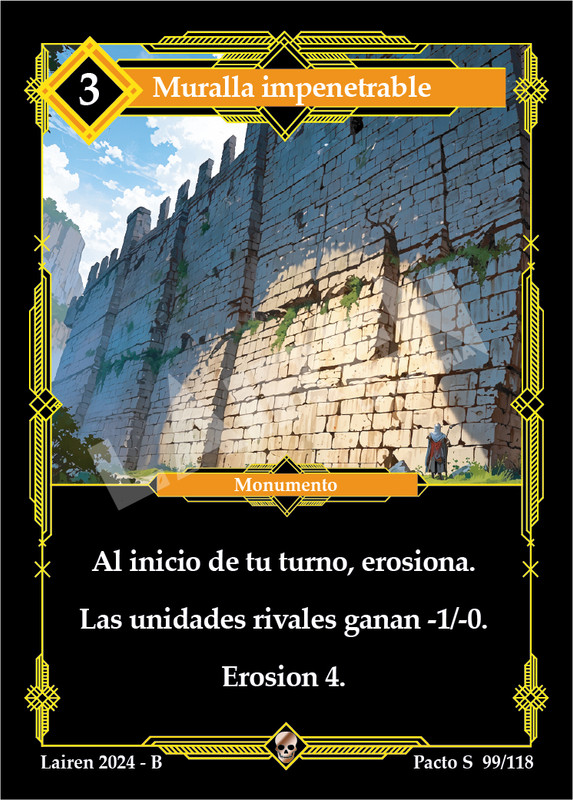 3
Muralla impenetrable
Monumento
Al inicio de tu turno, erosiona.
Las unidades rivales ganan -1/-0.
Erosion 4.
Lairen 2024 - B
Pacto S 99/118